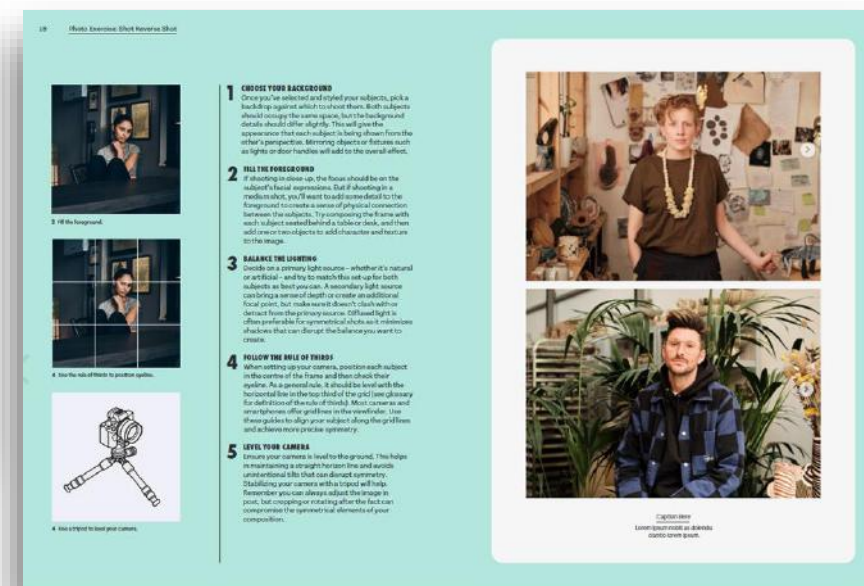 Photo Exercise: Shot Reverse Shot
2 Fill the foreground.
4 Use the rule of thirds to position eyeline.
Use a tripod to level your camera.
1 CHOOSE YOUR BACKGROUND
Once you've selected and styled your subjects, pick a
backdrop against which to shoot them. Both subjects
should occupy the same space, but the background
details should differ slightly. This will give the
appearance that each subject is being shown from the
other's perspective. Mirroring objects or fixtures such
as lights or door handles will add to the overall effect.
2 FILL THE FOREGROUND
If shooting in close-up, the focus should be on the
subject's facial expressions. But if shooting in a
medium shot, you'll want to add some detail to the
foreground to create a sense of physical connection
between the subjects. Try composing the frame with
each subject seated behind a table or desk, and then
add one or two objects to add character and texture
to the image.
3 BALANCE THE LIGHTING
Decide on a primary light source – whether it's natural
or artificial – and try to match this set-up for both
subjects as best you can. A secondary light source
can bring a sense of depth or create an additional
focal point, but make sure it doesn't clash with or
detract from the primary source. Diffused light is
often preferable for symmetrical shots as it minimizes
shadows that can disrupt the balance you want to
create.
4 FOLLOW THE RULE OF THIRDS
When setting up your camera, position each subject
in the centre of the frame and then check their
eyeline. As a general rule, it should be level with the
horizontal line in the top third of the grid (see glossary
for definition of the rule of thirds). Most cameras and
smartphones offer gridlines in the viewfinder. Use
these guides to align your subject along the gridlines
and achieve more precise symmetry.
5 LEVEL YOUR CAMERA
Ensure your camera is level to the ground. This helps
in maintaining a straight horizon line and avoids
unintentional tilts that can disrupt symmetry.
Stabilizing your camera with a tripod will help.
Remember you can always adjust the image in
post, but cropping or rotating after the fact can
compromise the symmetrical elements of your
composition.
Caption Here
Lorem ipsum
lorem ipsum.